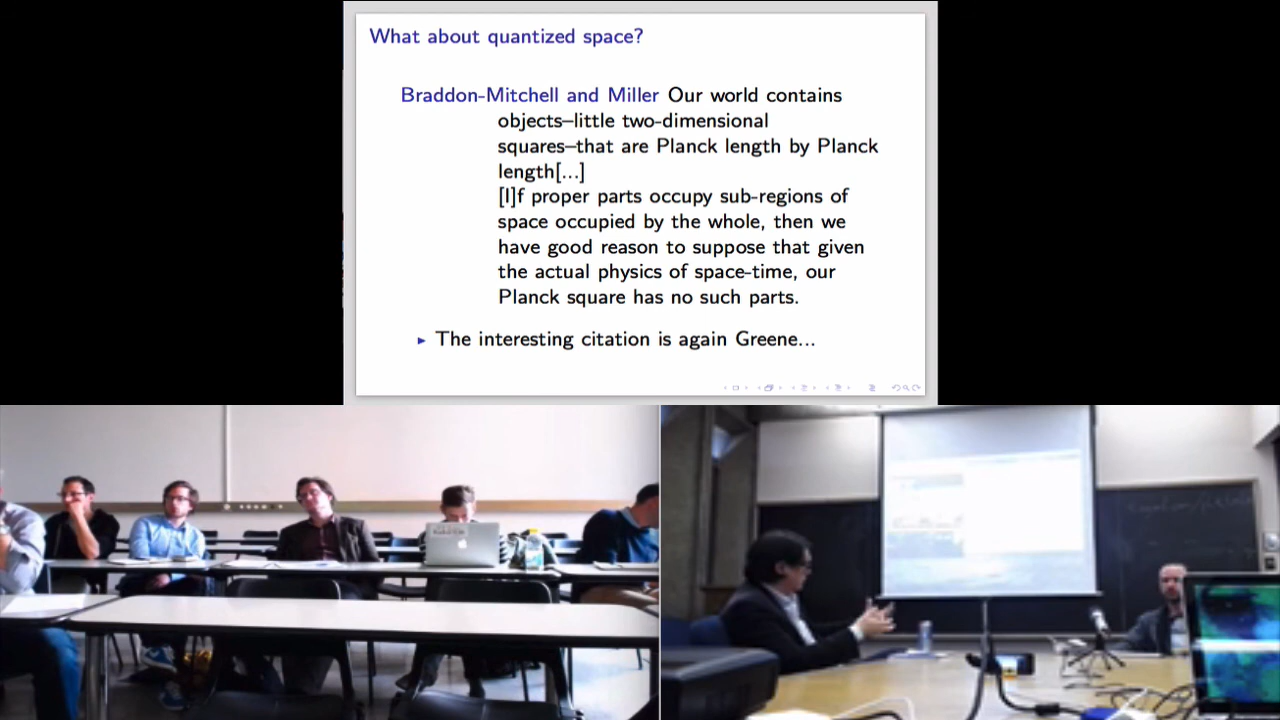 What about quantized space?
Braddon-Mitchell and Miller Our world contains
objects–little two-dimensional
squares–that are Planck length by Planck
length[...]
[I]f proper parts occupy sub-regions of
space occupied by the whole, then we
have good reason to suppose that given
the actual physics of space-time, our
Planck square has no such parts.
▸ The interesting citation is again Greene...